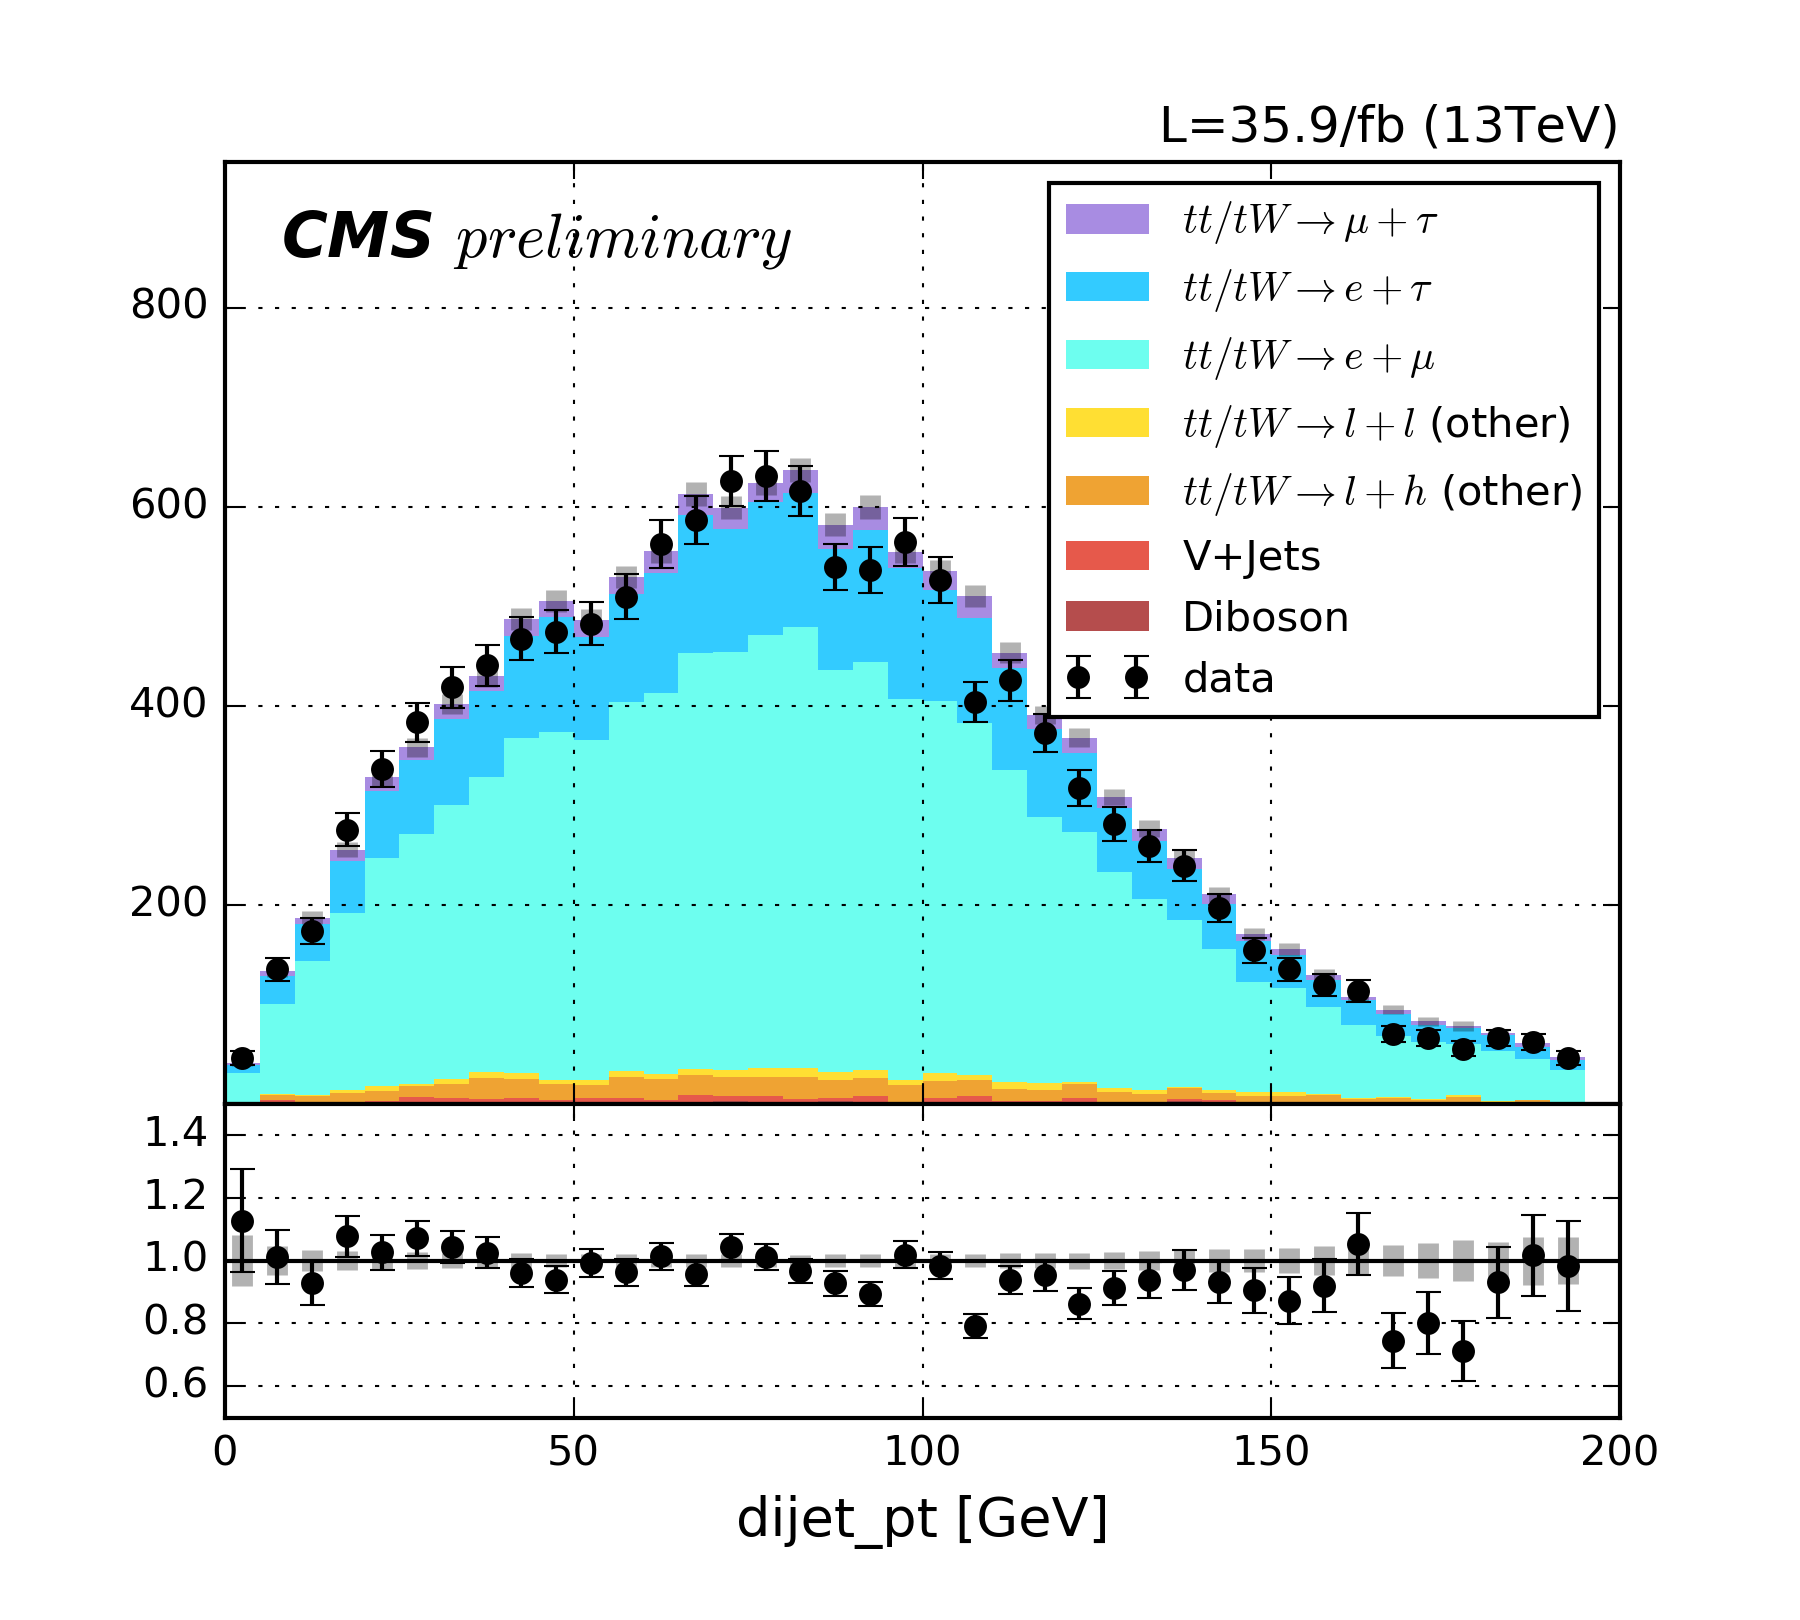 L=35.9/fb (13TeV)
CMS preliminary
tt/tW → μ + τ
tt/tW → e + τ
tt/tW → e + μ
tt/tW → l + l (other)
tt/tW → l + h (other)
V+Jets
Diboson
data
800
600
400
200
1.4
1.2
1.0
0.8
0.6
0 50 100 150 200
dijet_pt [GeV]